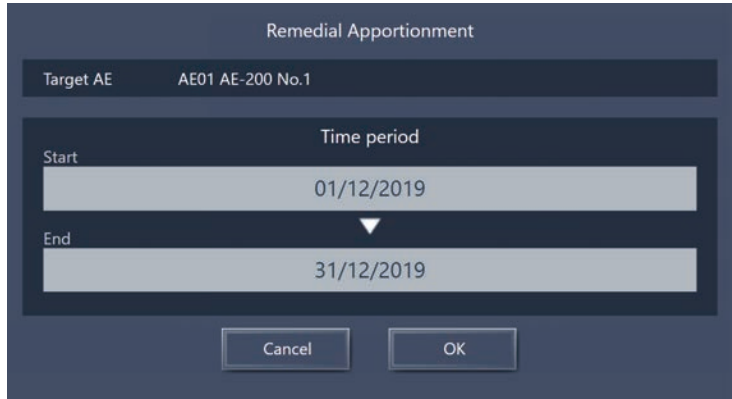 Remedial Apportionment
Target AE AE01 AE-200 No.1
Time period
Start
01/12/2019
End
31/12/2019
Cancel OK